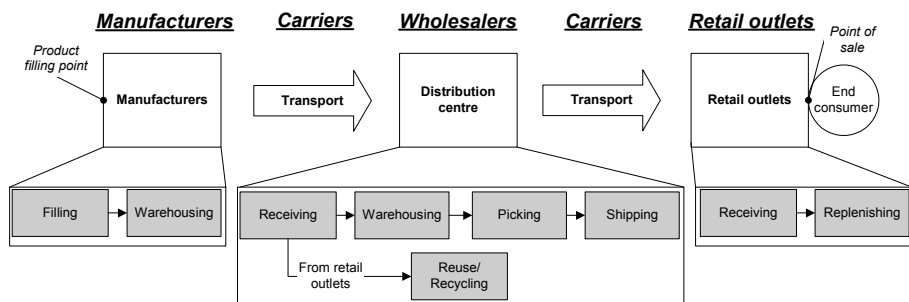 Manufacturers Carriers Wholesalers Carriers Retail outlets
Product
filling point
Point of
sale
Manufacturers
Transport
Distribution
centre
Transport
Retail outlets
End
consumer
Filling
Warehousing
Receiving
Warehousing
Picking
Shipping
Receiving
Replenishing
From retail
outlets
Reuse/
Recycling